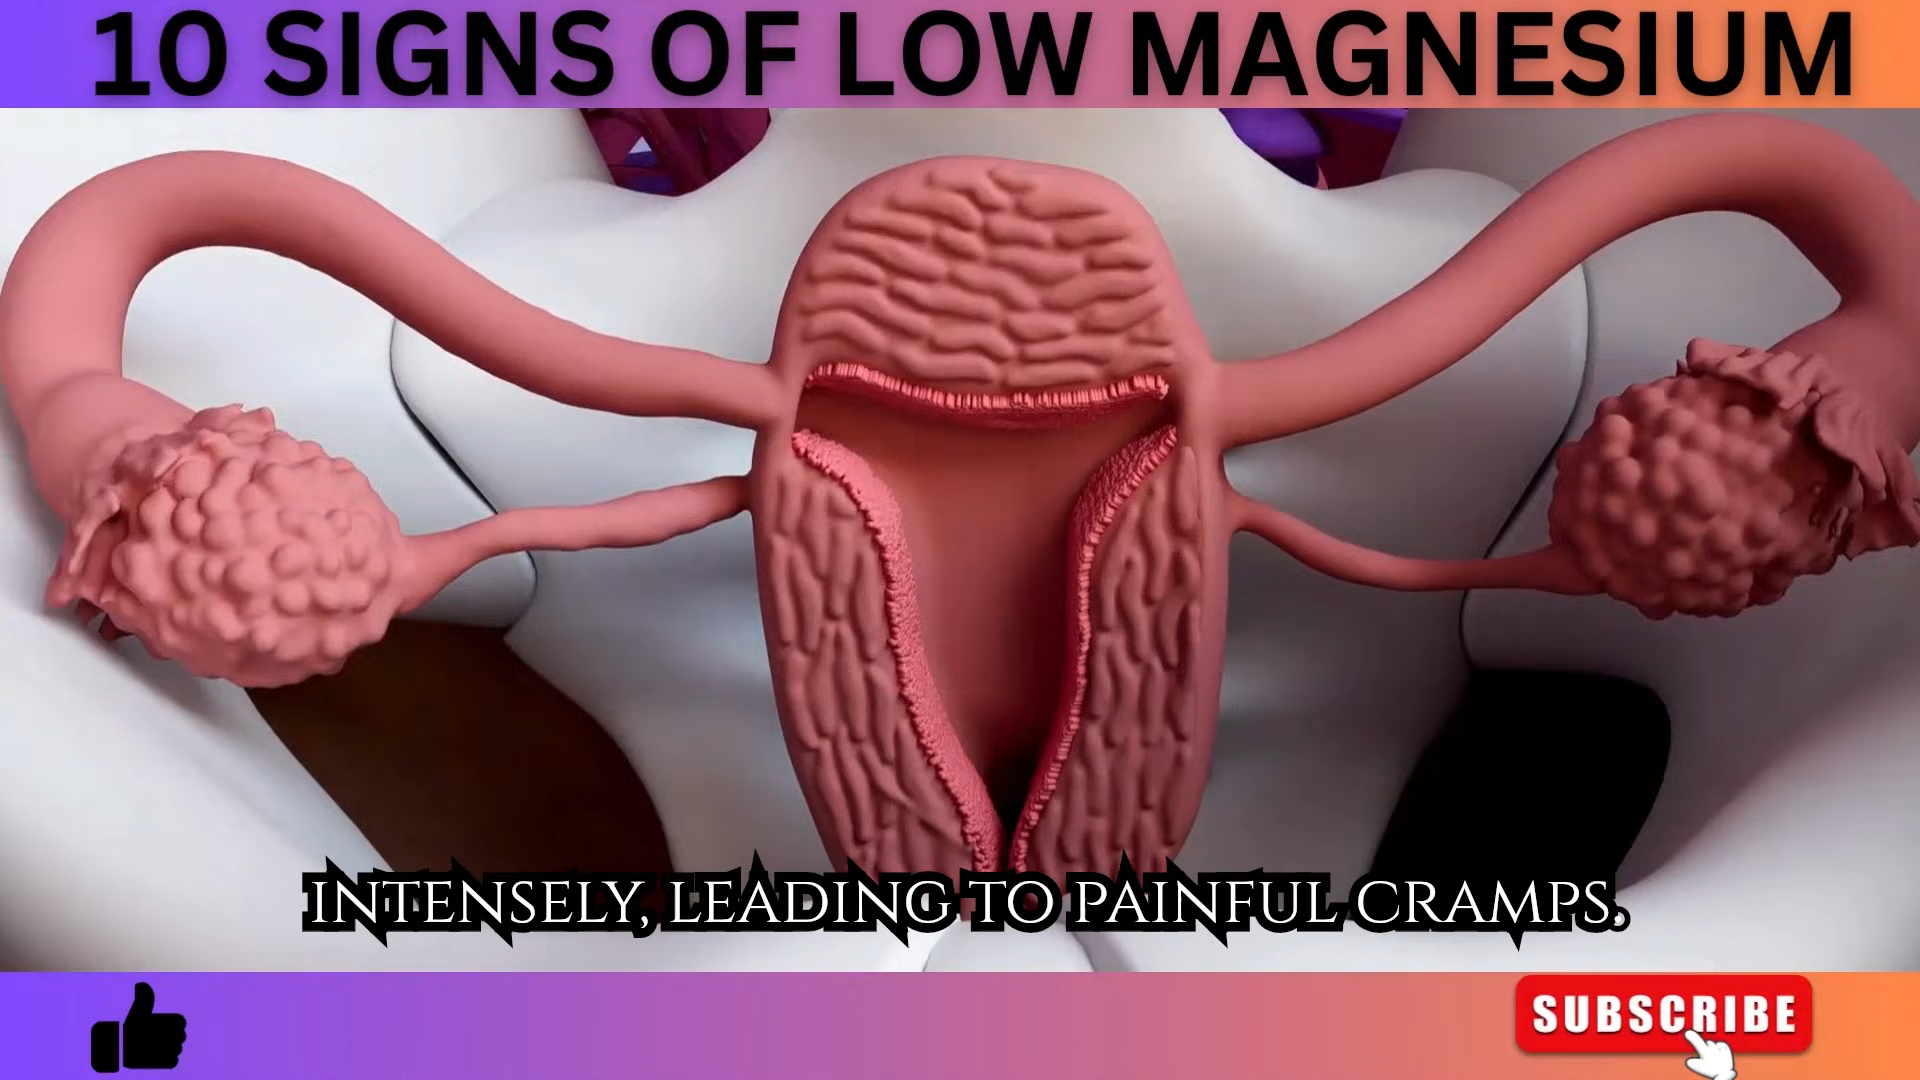 10 SIGNS OF LOW MAGNESIUM
INTENSELY, LEADING TO PAINFUL CRAMPS.
SUBSCRIBE